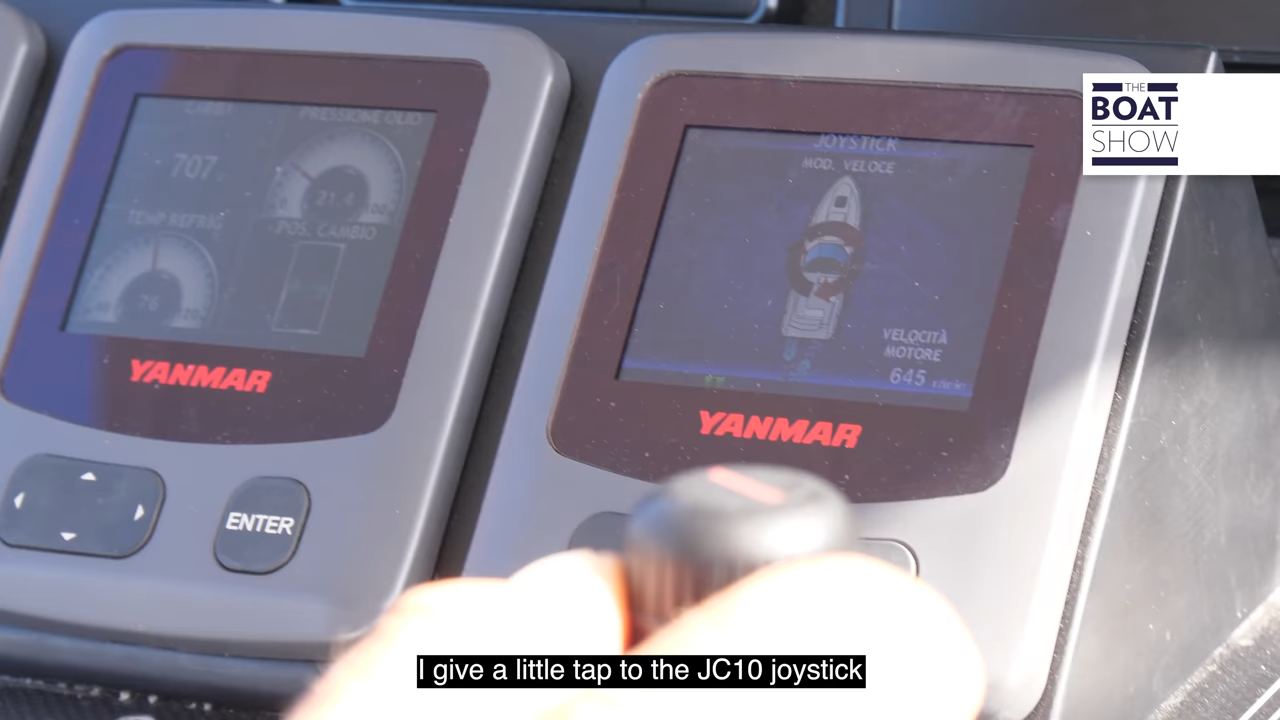 THE
BOAT
SHOW
PRESSIONE OLIO
707
21.4
TEMP REFRIG
POS. CAMBIO
76
YANMAR
ENTER
JOYSTICK
MOD. VELOCE
VELOCITÀ
MOTORE
645
YANMAR
I give a little tap to the JC10 joystick